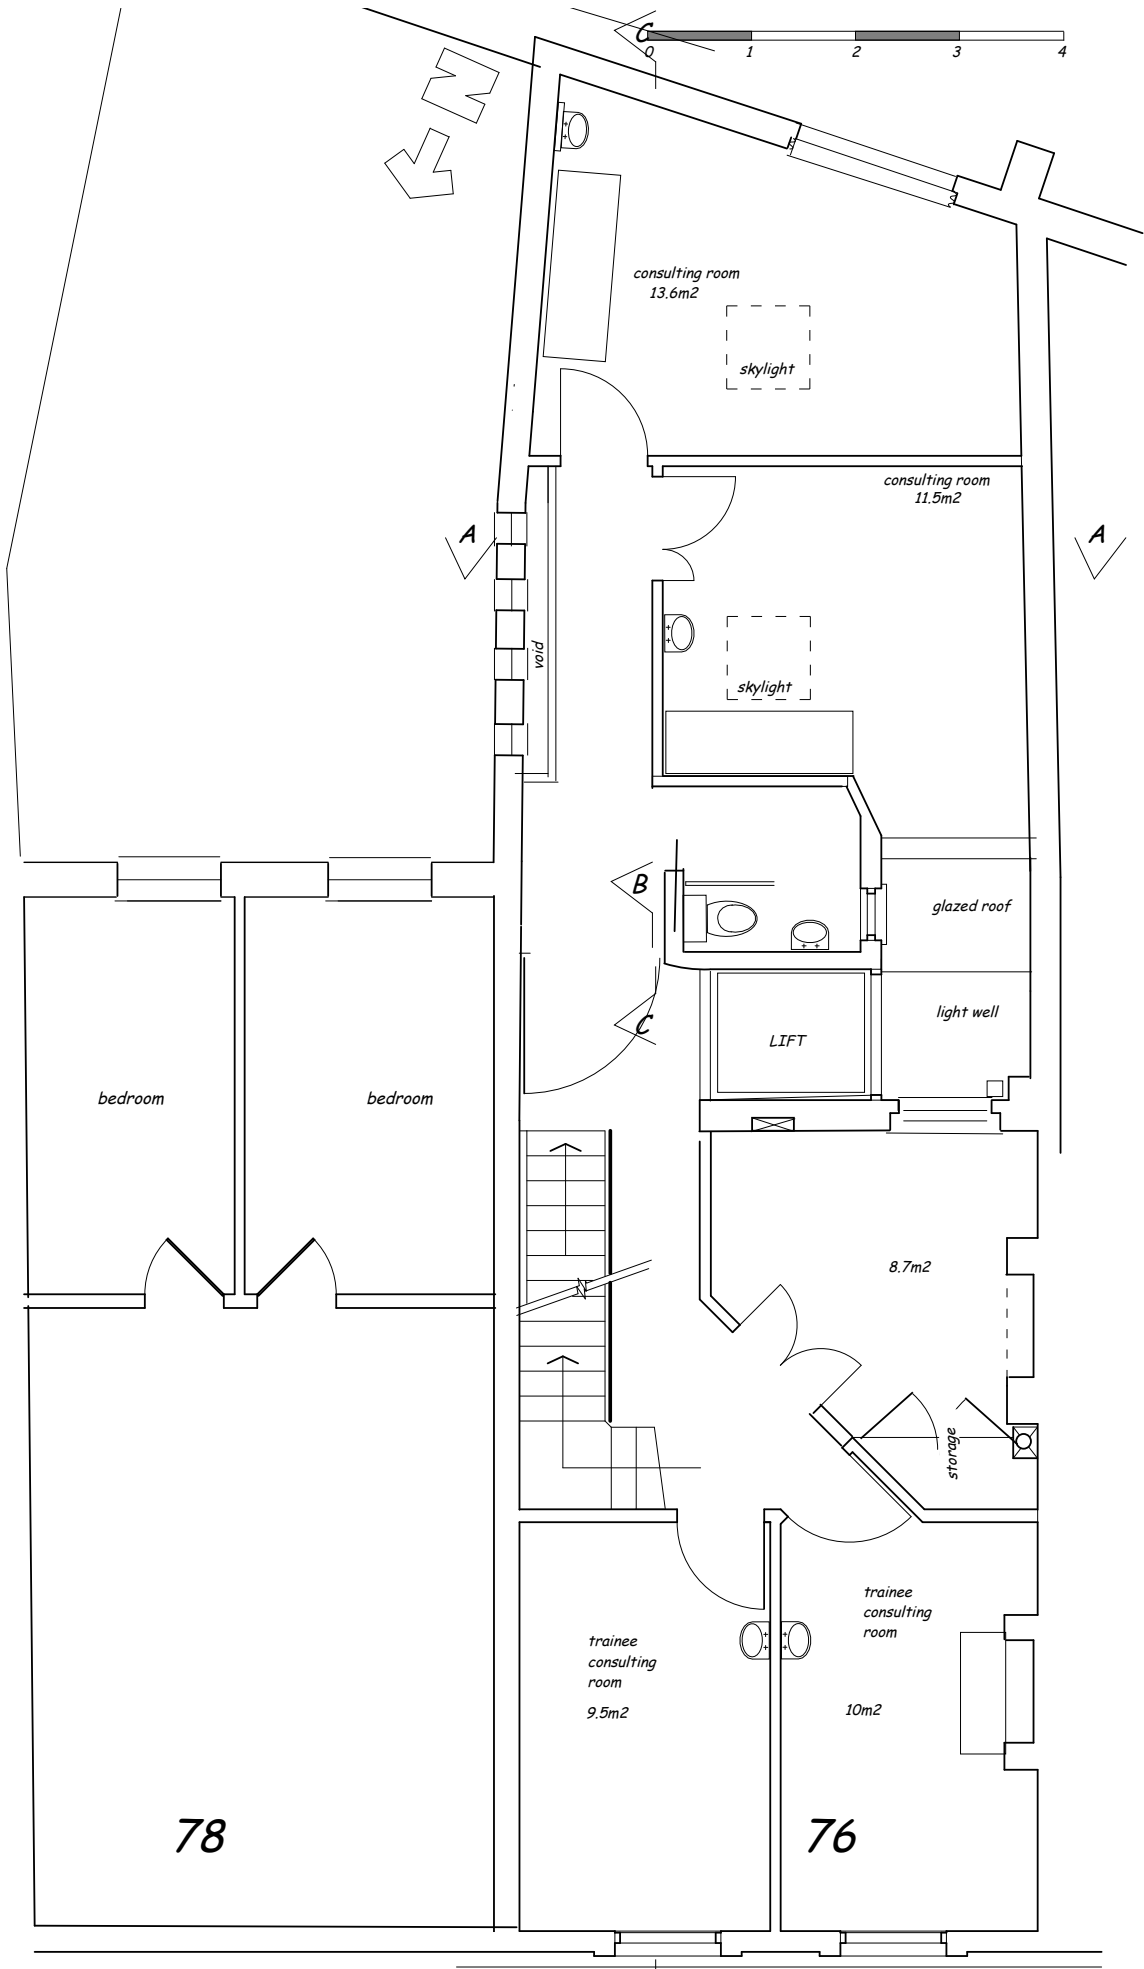 C
0 1 2 3 4
N
consulting room
13.6m2
skylight
consulting room
11.5m2
A
A
void
skylight
B
glazed roof
C
light well
LIFT
bedroom
bedroom
8.7m2
storage
trainee
consulting
room
trainee
consulting
room
9.5m2
10m2
78
76